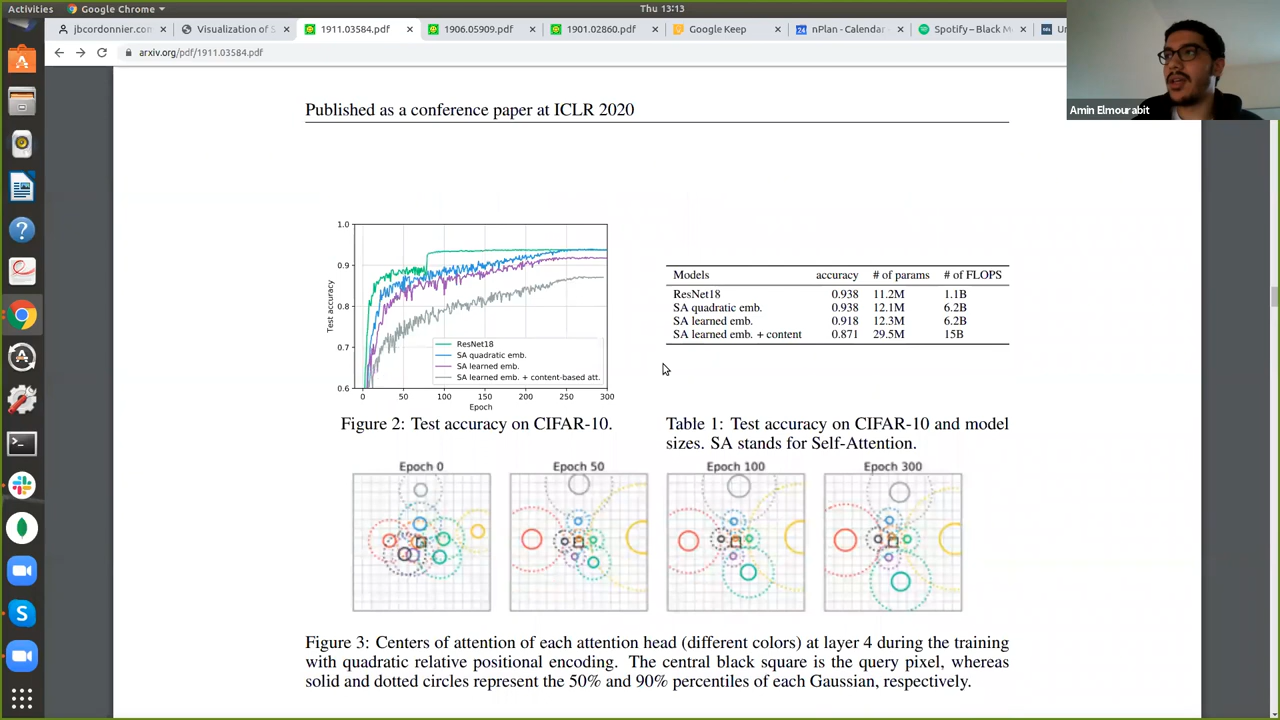 Activities
Google Chrome
Thu 13:13
jbcordonnier.com
Visualization of S
1911.03584.pdf
1906.05909.pdf
1901.02860.pdf
Google Keep
nPlan - Calendar
Spotify – Black M
arxiv.org/pdf/1911.03584.pdf
Amin Elmourabit
Published as a conference paper at ICLR 2020
1.0
0.9
0.8
0.7
0.6
Test accuracy
ResNet18
SA quadratic emb.
SA learned emb.
SA learned emb. + content-based att.
0 50 100 150 200 250 300
Epoch
Figure 2: Test accuracy on CIFAR-10.
Models accuracy # of params # of FLOPS
ResNet18 0.938 11.2M 1.1B
SA quadratic emb. 0.938 12.1M 6.2B
SA learned emb. 0.918 12.3M 6.2B
SA learned emb. + content 0.871 29.5M 15B
Table 1: Test accuracy on CIFAR-10 and model
sizes. SA stands for Self-Attention.
Epoch 0
Epoch 50
Epoch 100
Epoch 300
Figure 3: Centers of attention of each attention head (different colors) at layer 4 during the training
with quadratic relative positional encoding. The central black square is the query pixel, whereas
solid and dotted circles represent the 50% and 90% percentiles of each Gaussian, respectively.